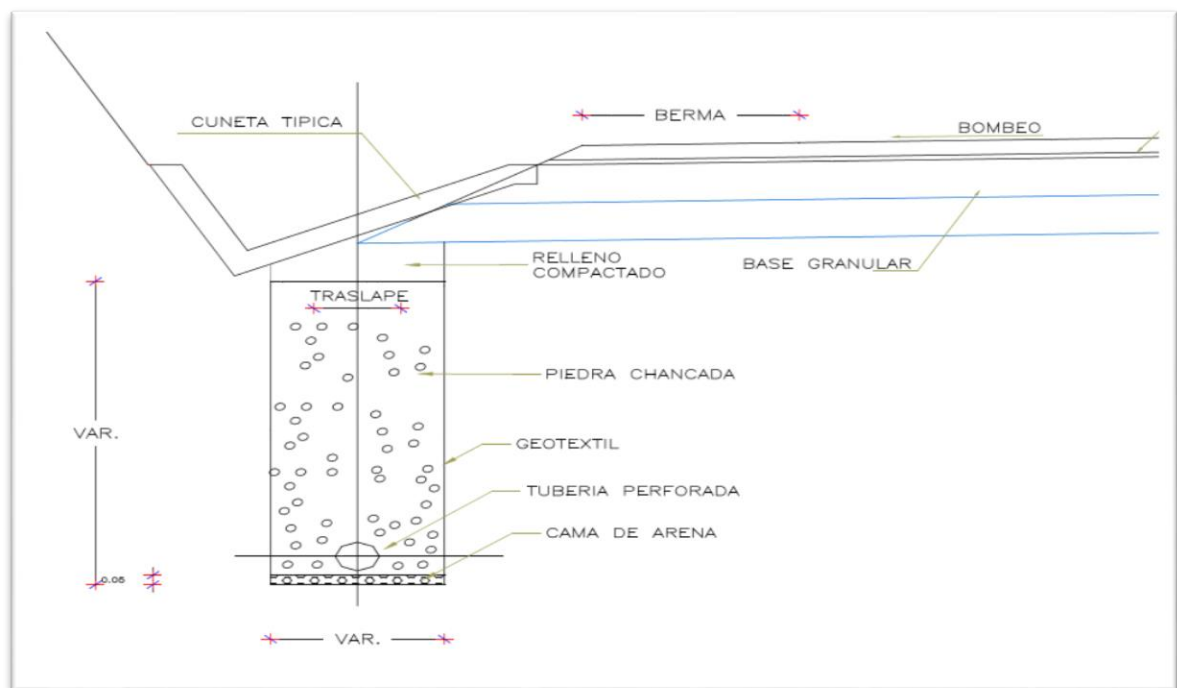 BERMA
CUNETA TIPICA
BOMBEO
RELLENO
COMPACTADO
BASE GRANULAR
TRASLAPE
PIEDRA CHANCADA
VAR.
GEOTEXTIL
TUBERIA PERFORADA
CAMA DE ARENA
0.05
VAR.